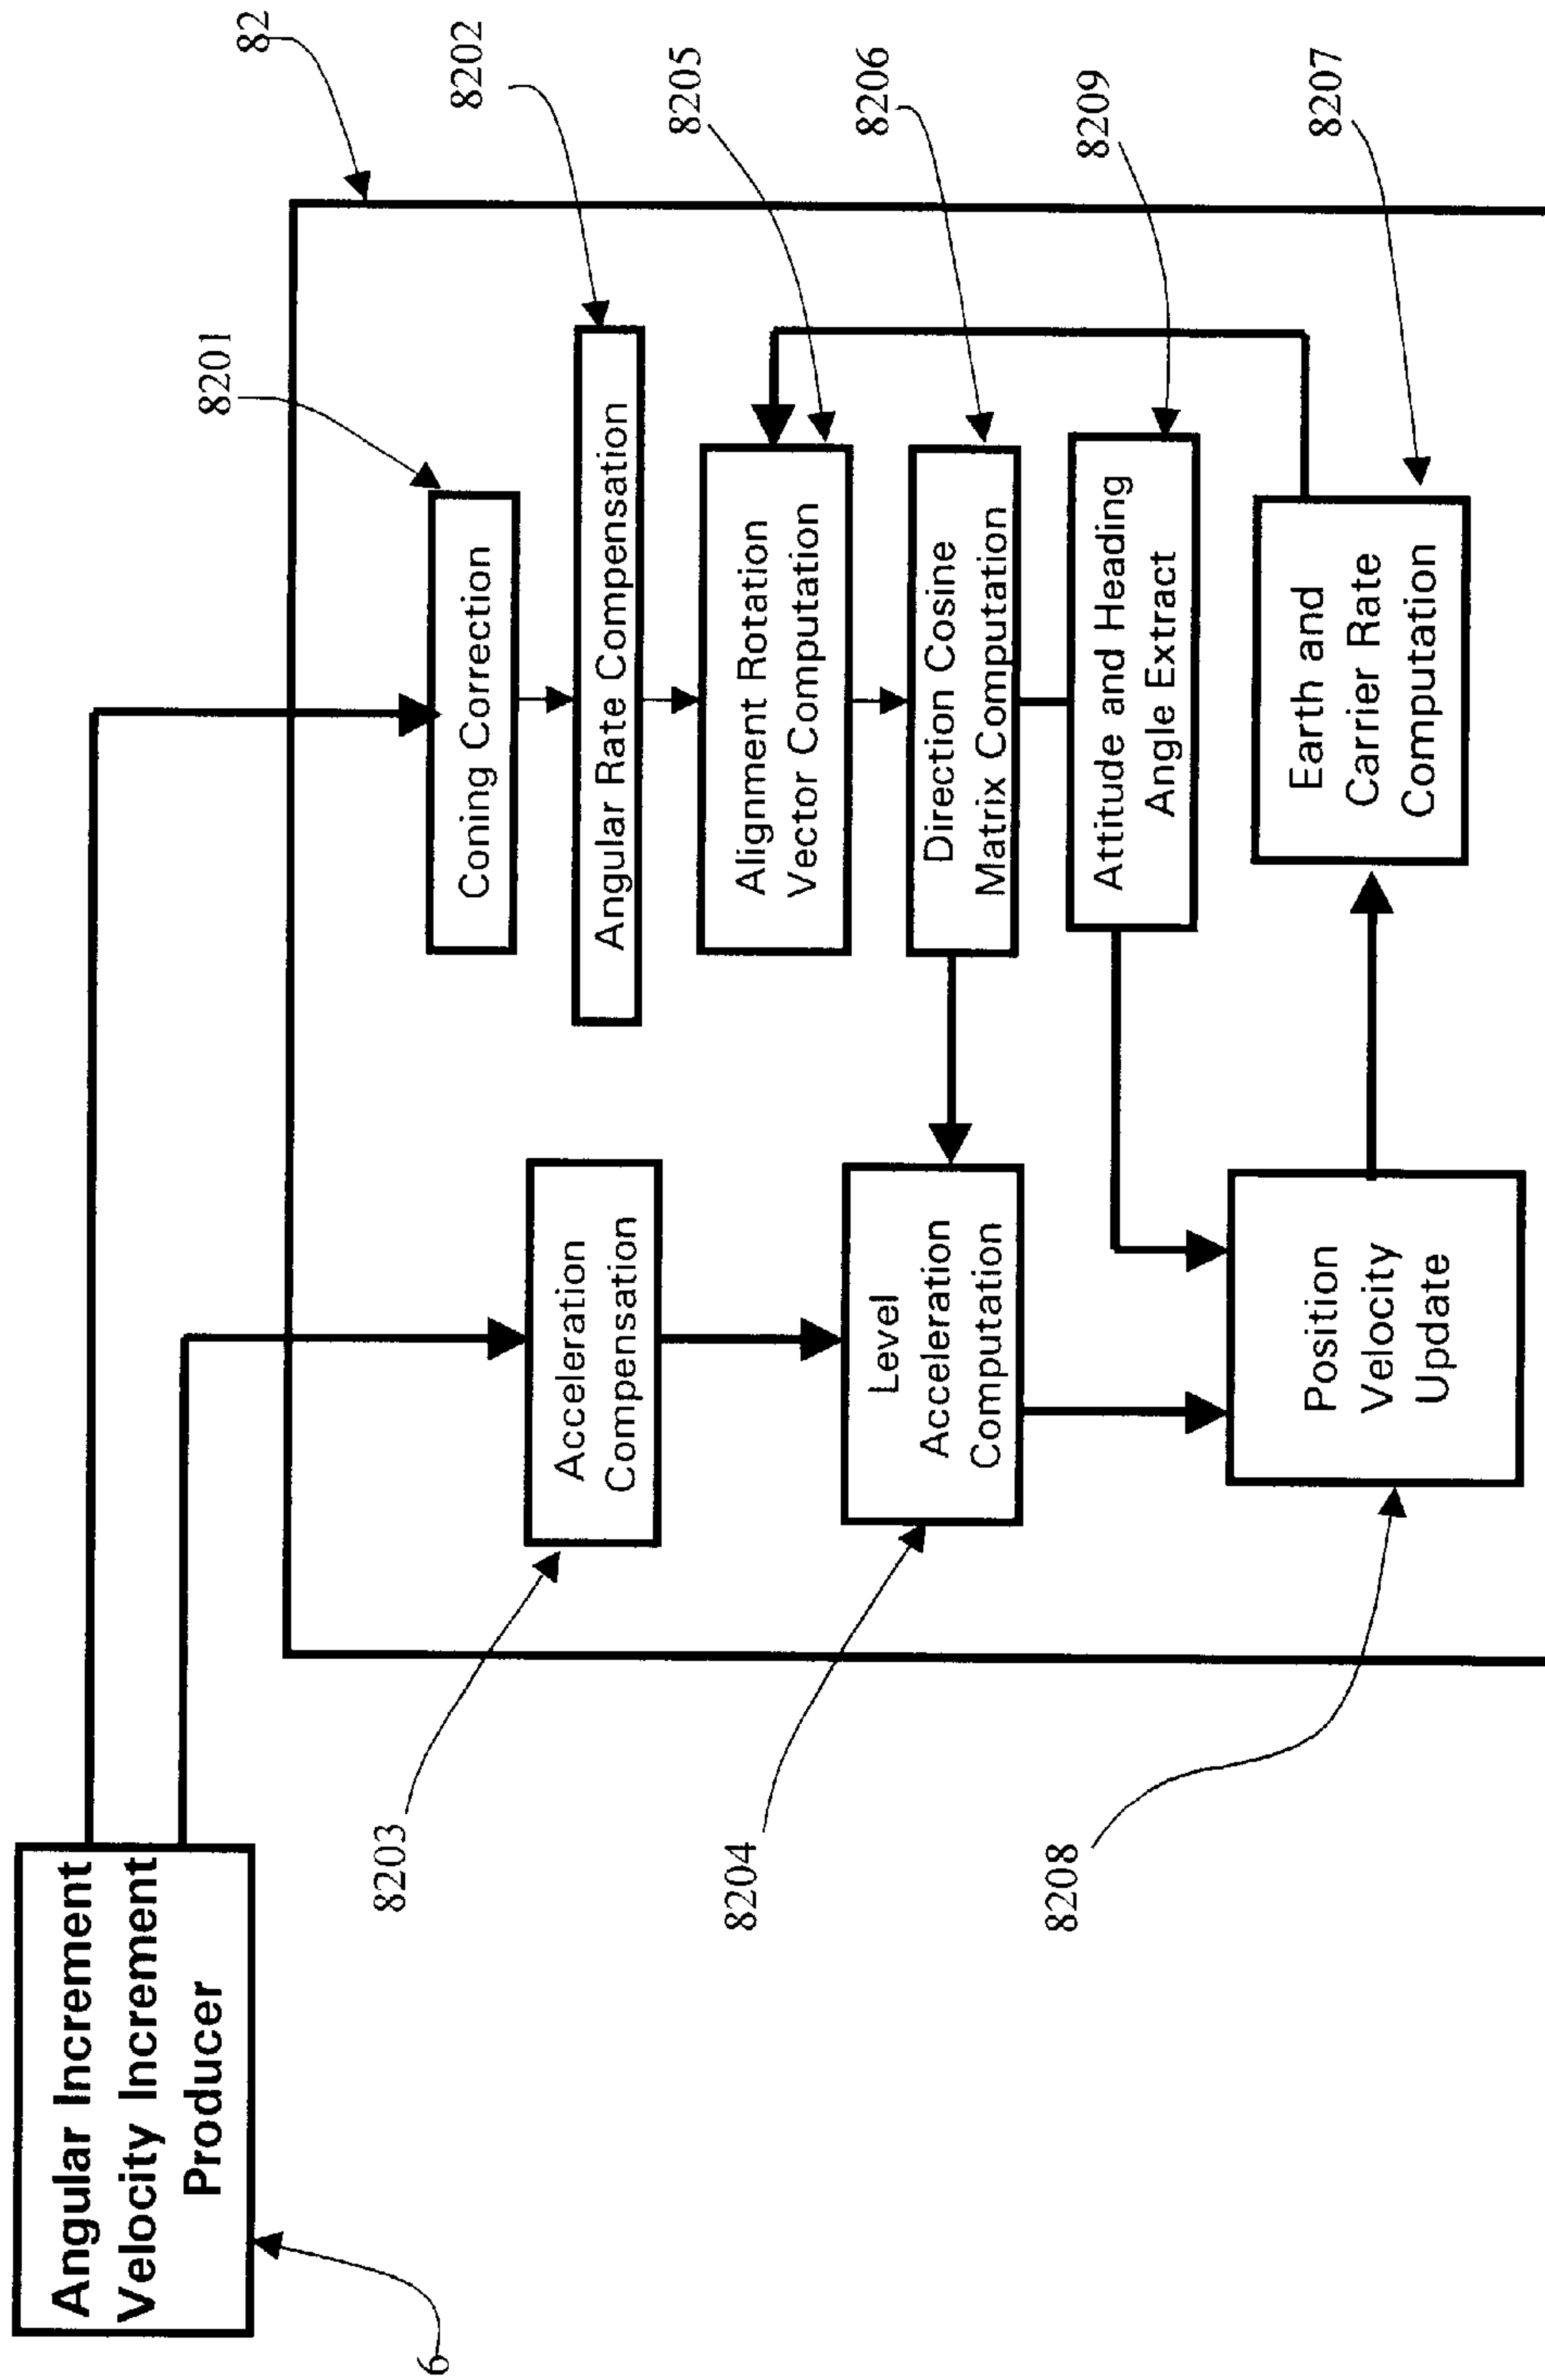 6
Angular Increment
Velocity Increment
Producer
82
8201
Coning Correction
8202
Angular Rate Compensation
8203
Acceleration
Compensation
8205
Alignment Rotation
Vector Computation
8204
Level
Acceleration
Computation
8206
Direction Cosine
Matrix Computation
8209
Attitude and Heading
Angle Extract
8208
Position
Velocity
Update
8207
Earth and
Carrier Rate
Computation